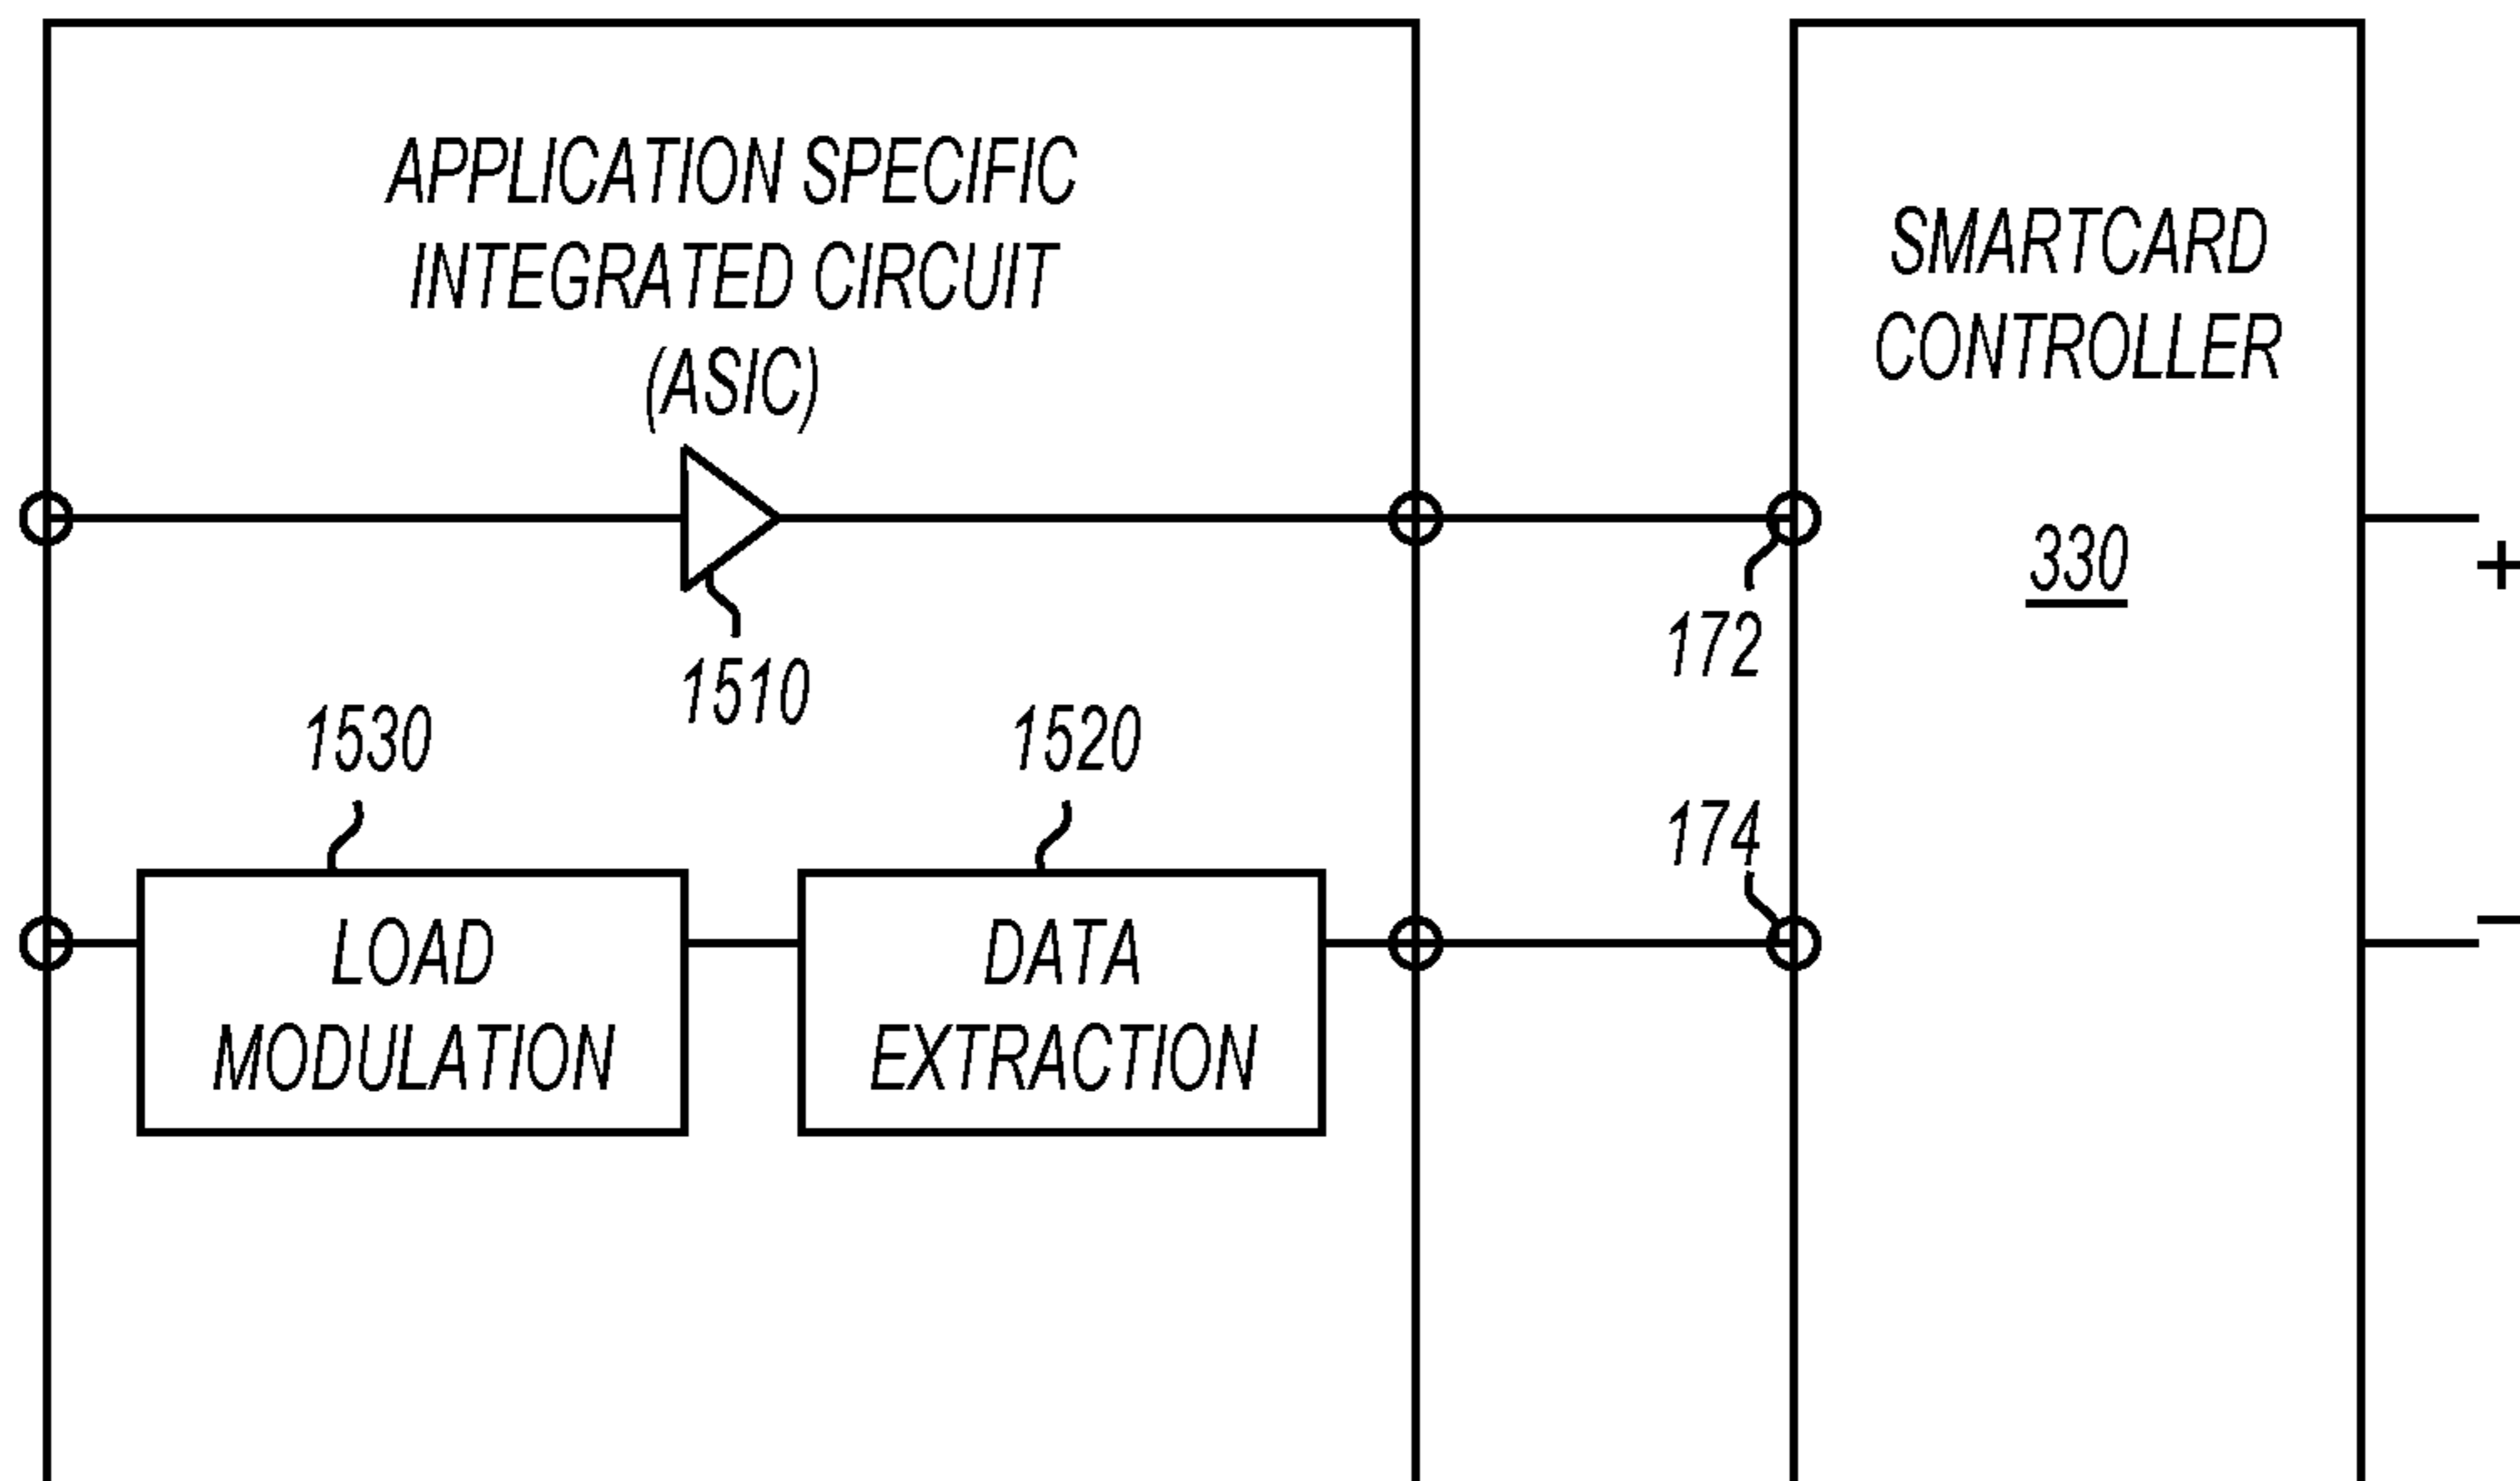 APPLICATION SPECIFIC
INTEGRATED CIRCUIT
(ASIC)
SMARTCARD
CONTROLLER
330
+
172
1510
1530
1520
174
−
LOAD
MODULATION
DATA
EXTRACTION